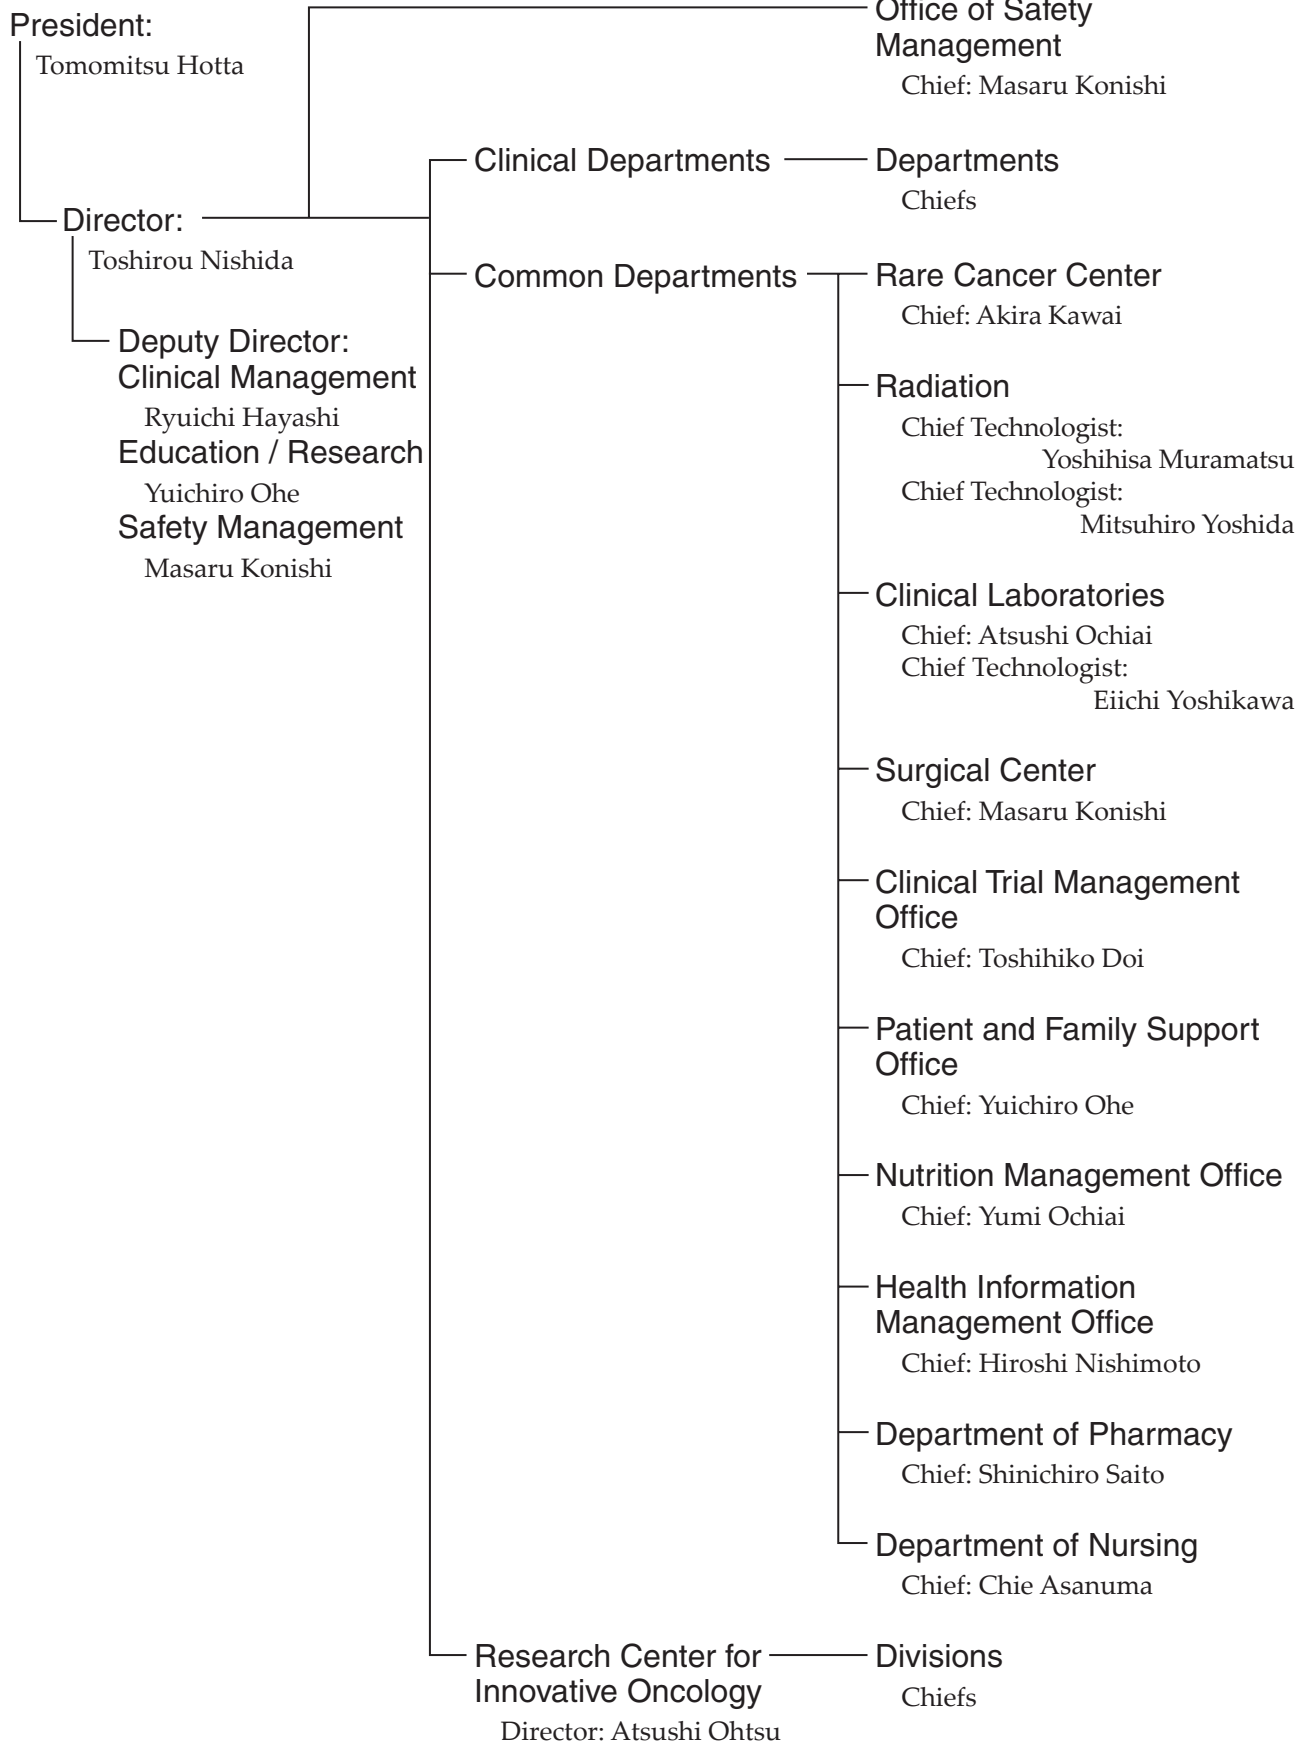 President:
Tomomitsu Hotta
Director:
Toshirou Nishida
Deputy Director:
Clinical Management
Ryuichi Hayashi
Education / Research
Yuichiro Ohe
Safety Management
Masaru Konishi
Office of Safety
Management
Chief: Masaru Konishi
Clinical Departments
Departments
Chiefs
Common Departments
Rare Cancer Center
Chief: Akira Kawai
Radiation
Chief Technologist:
Yoshihisa Muramatsu
Chief Technologist:
Mitsuhiro Yoshida
Clinical Laboratories
Chief: Atsushi Ochiai
Chief Technologist:
Eiichi Yoshikawa
Surgical Center
Chief: Masaru Konishi
Clinical Trial Management
Office
Chief: Toshihiko Doi
Patient and Family Support
Office
Chief: Yuichiro Ohe
Nutrition Management Office
Chief: Yumi Ochiai
Health Information
Management Office
Chief: Hiroshi Nishimoto
Department of Pharmacy
Chief: Shinichiro Saito
Department of Nursing
Chief: Chie Asanuma
Research Center for
Innovative Oncology
Director: Atsushi Ohtsu
Divisions
Chiefs